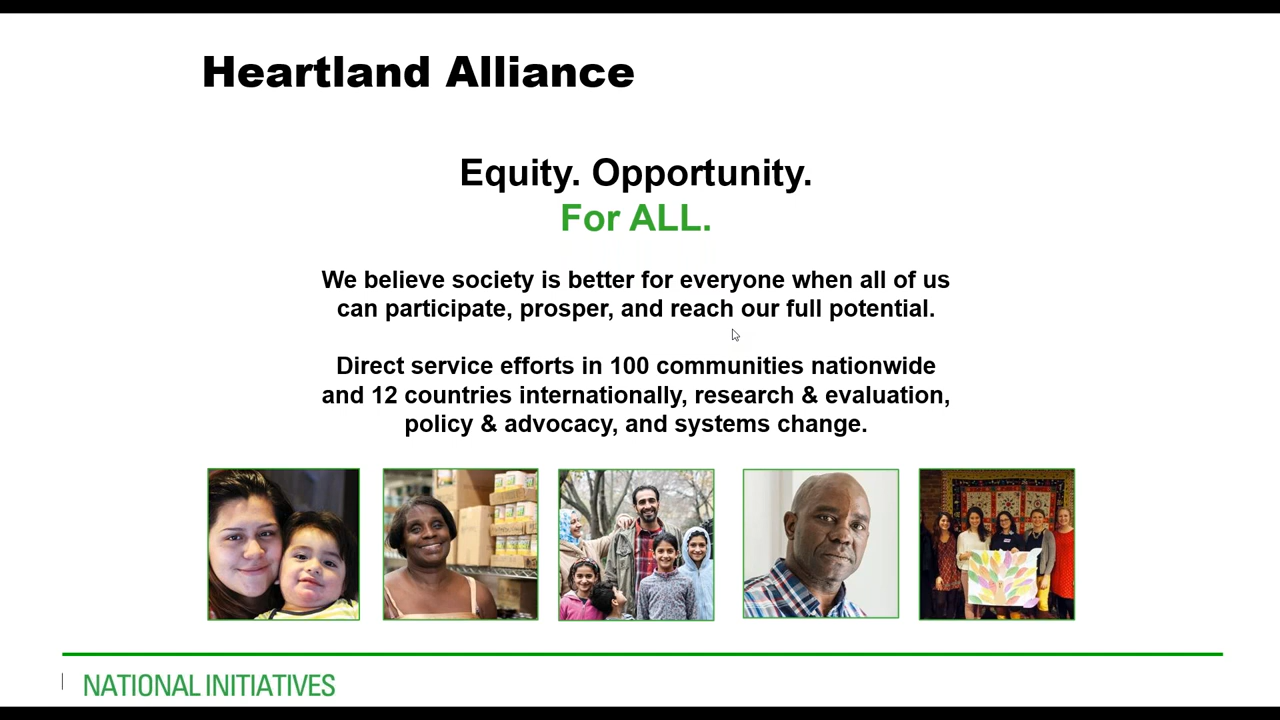 Heartland Alliance
Equity. Opportunity.
For ALL.
We believe society is better for everyone when all of us
can participate, prosper, and reach our full potential.
Direct service efforts in 100 communities nationwide
and 12 countries internationally, research & evaluation,
policy & advocacy, and systems change.
NATIONAL INITIATIVES